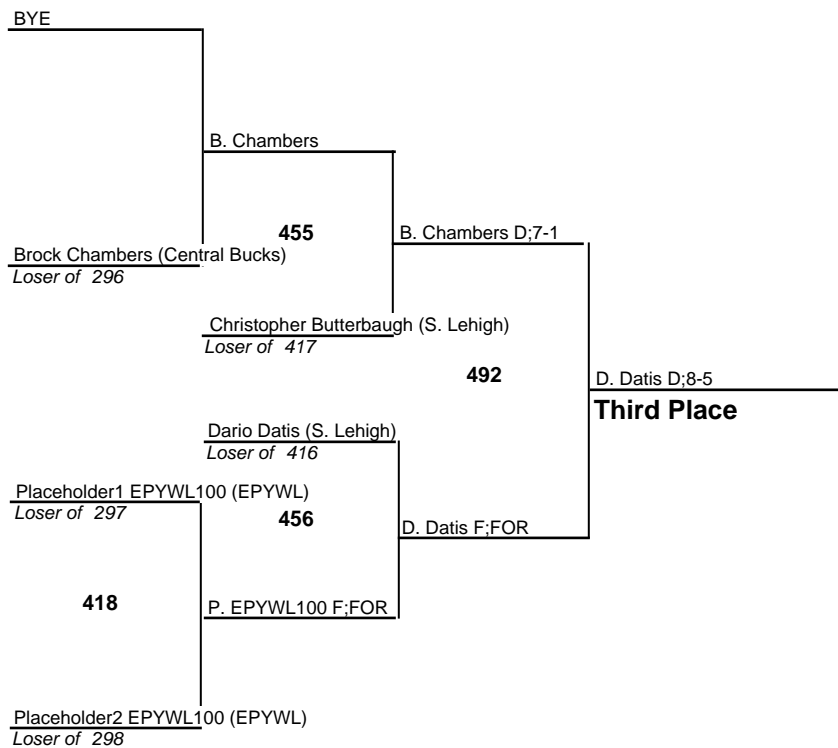 BYE
B. Chambers
455
B. Chambers D;7-1
Brock Chambers (Central Bucks)
Loser of 296
Christopher Butterbaugh (S. Lehigh)
Loser of 417
492
D. Datis D;8-5
Third Place
Dario Datis (S. Lehigh)
Loser of 416
Placeholder1 EPYWL100 (EPYWL)
Loser of 297
456
D. Datis F;FOR
418
P. EPYWL100 F;FOR
Placeholder2 EPYWL100 (EPYWL)
Loser of 298